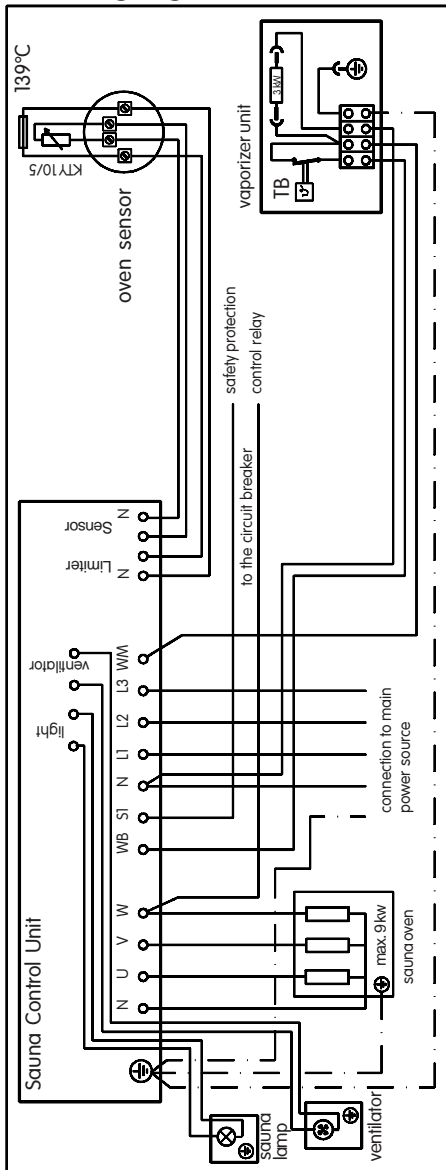 Sauna Control Unit
light
ventilator
N
U
V
W
WB
S1
N
L1
L2
L3
WM
N
Limiter
Sensor
N
139°C
KTY10/5
oven sensor
vaporizer unit
3 kW
TB
ϑ
safety protection
control relay
to the circuit breaker
connection to main
power source
max. 9 kw
sauna oven
sauna
lamp
ventilator